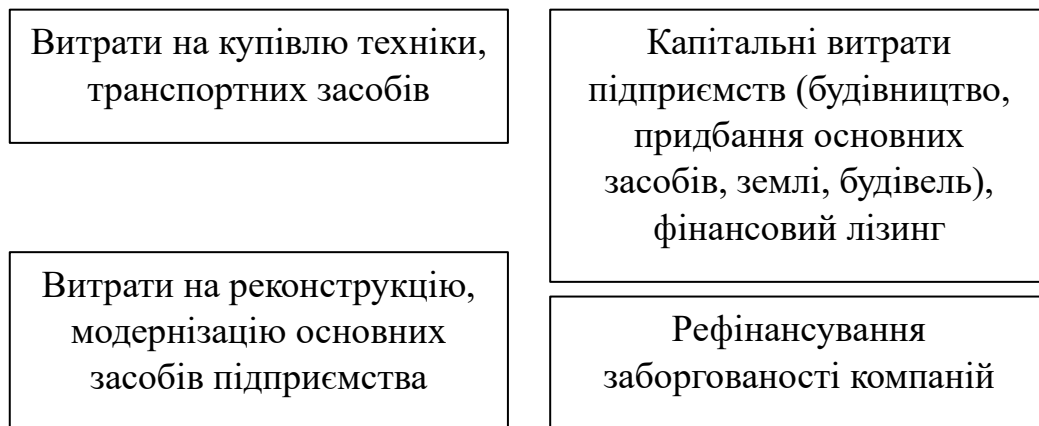 Витрати на купівлю техніки,
транспортних засобів
Капітальні витрати
підприємств (будівництво,
придбання основних
засобів, землі, будівель),
фінансовий лізинг
Витрати на реконструкцію,
модернізацію основних
засобів підприємства
Рефінансування
заборгованості компаній